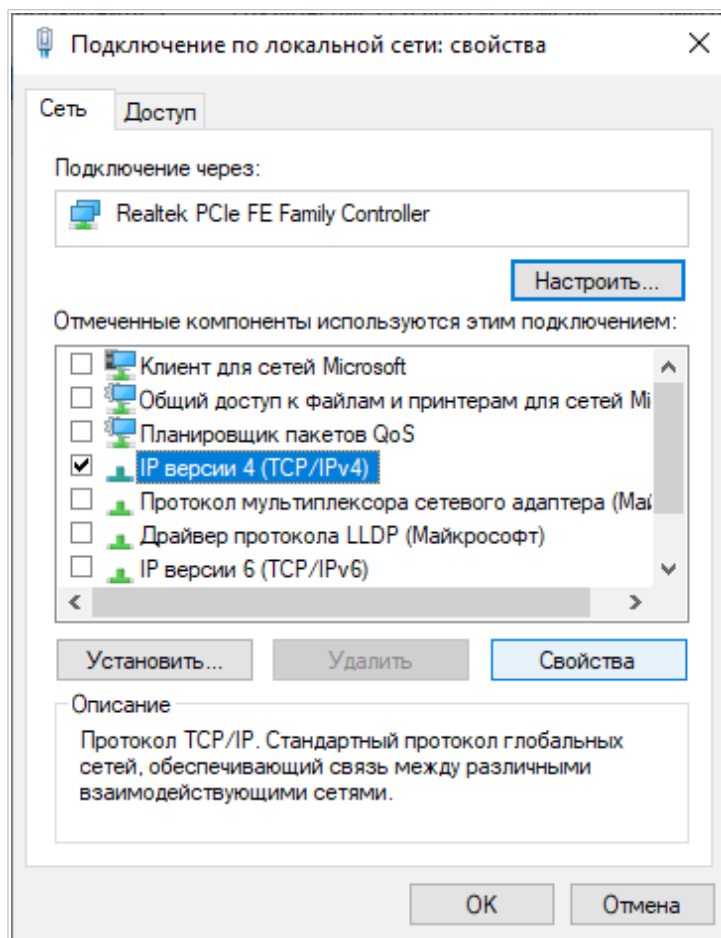 Подключение по локальной сети: свойства
Сеть
Доступ
Подключение через:
Realtek PCIe FE Family Controller
Настроить...
Отмеченные компоненты используются этим подключением:
Клиент для сетей Microsoft
Общий доступ к файлам и принтерам для сетей Mi
Планировщик пакетов QoS
IP версии 4 (TCP/IPv4)
Протокол мультиплексора сетевого адаптера (Май
Драйвер протокола LLDP (Майкрософт)
IP версии 6 (TCP/IPv6)
Установить...
Удалить
Свойства
Описание
Протокол TCP/IP. Стандартный протокол глобальных
сетей, обеспечивающий связь между различными
взаимодействующими сетями.
OK
Отмена